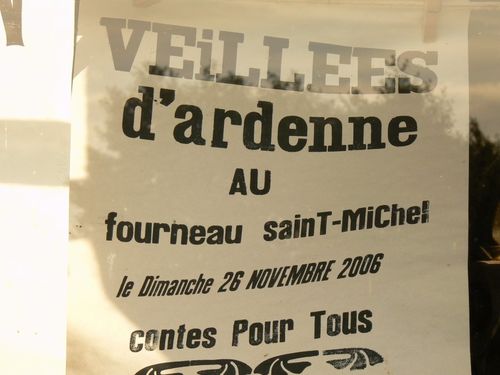 VEiLLEES
d'ardenne
AU
fourneau sainT-MiChel
le Dimanche 26 NOVEMBRE 2006
contes Pour Tous